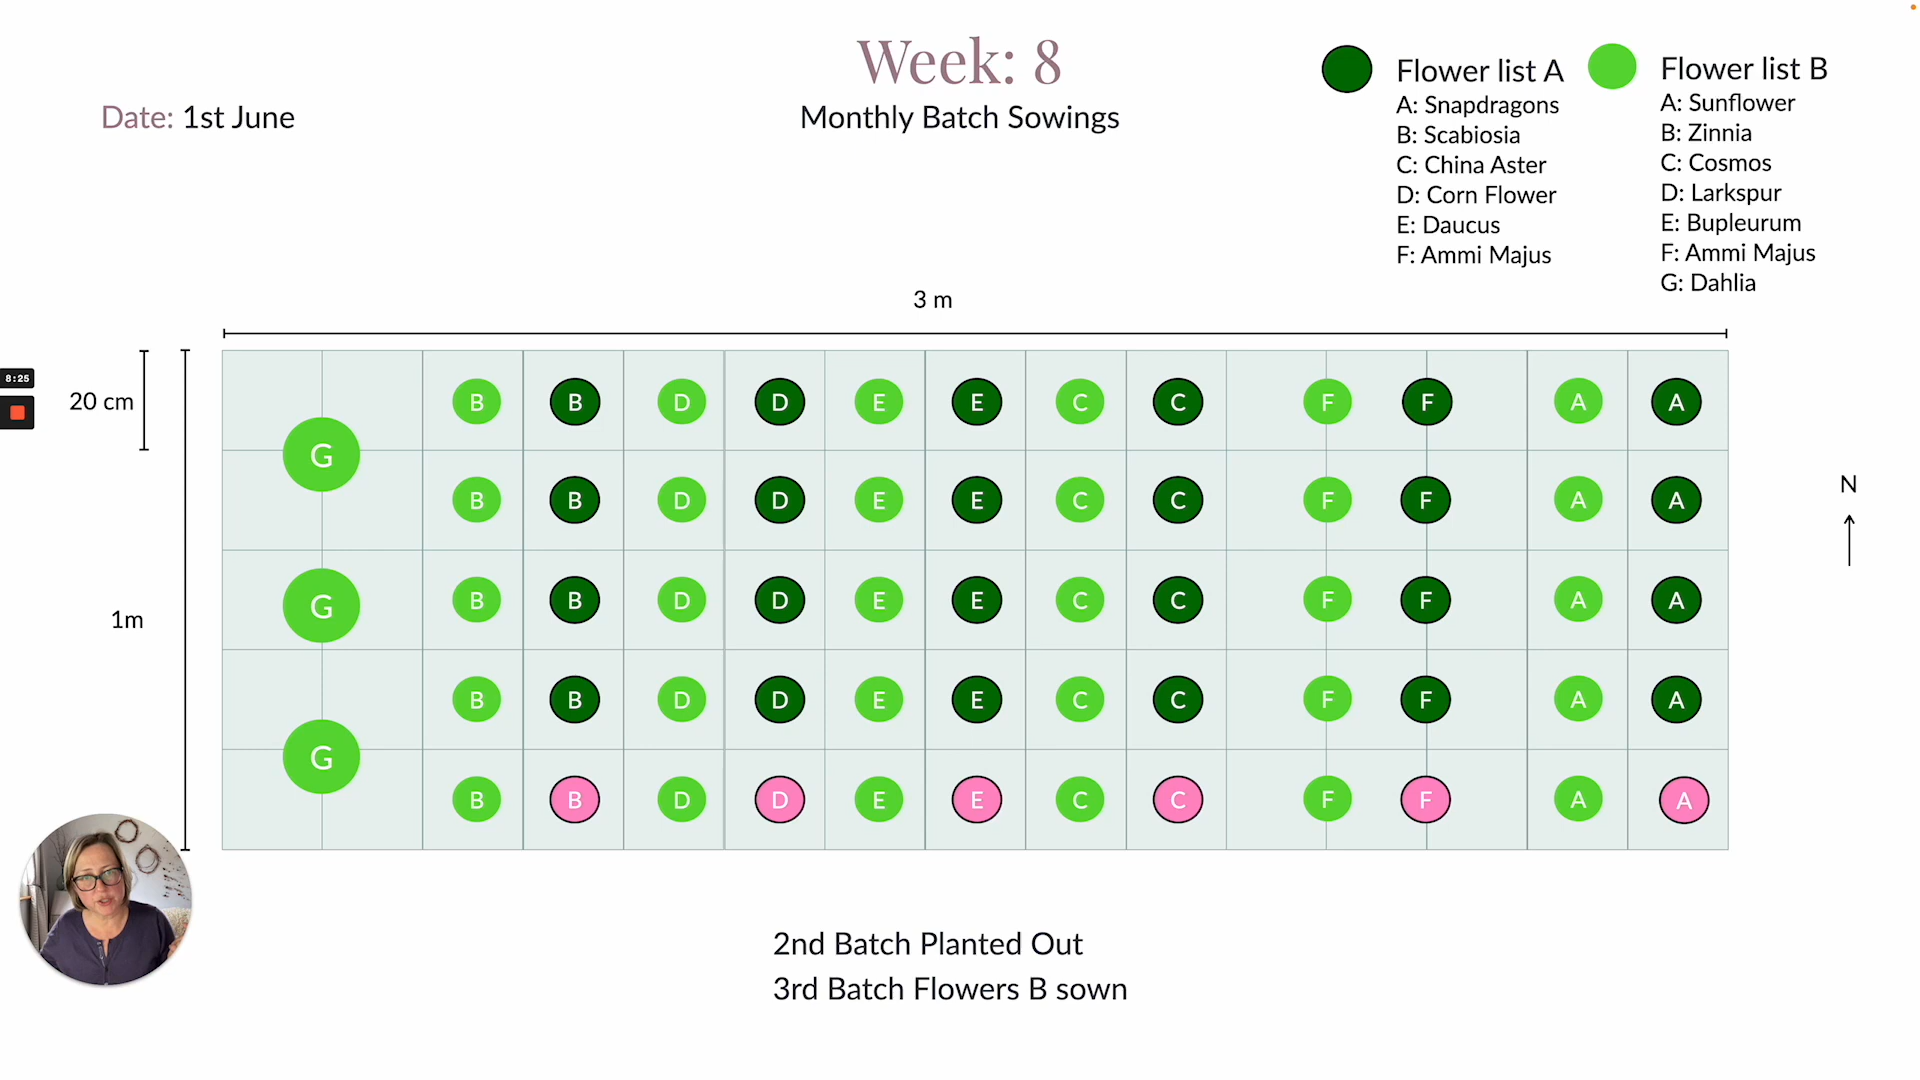 Week: 8
Monthly Batch Sowings
Date: 1st June
Flower list A
A: Snapdragons
B: Scabiosia
C: China Aster
D: Corn Flower
E: Daucus
F: Ammi Majus
Flower list B
A: Sunflower
B: Zinnia
C: Cosmos
D: Larkspur
E: Bupleurum
F: Ammi Majus
G: Dahlia
3 m
8:25
20 cm
1m
N
B B D D E E C C F F A A
G
B B D D E E C C F F A A
G
B B D D E E C C F F A A
B B D D E E C C F F A A
G
B B D D E E C C F F A A
2nd Batch Planted Out
3rd Batch Flowers B sown